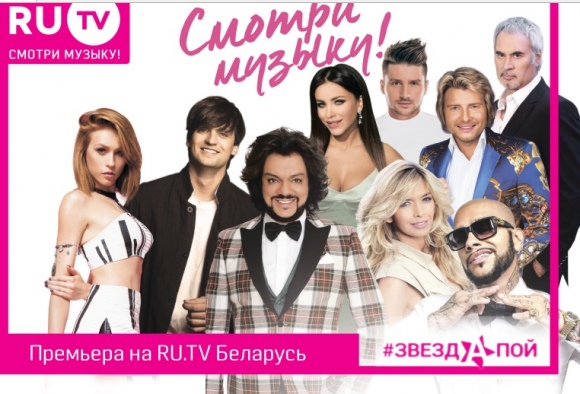 RU TV
СМОТРИ МУЗЫКУ!
Смотри
музыку!
Премьера на RU.TV Беларусь
#ЗВЕЗДАПОЙ